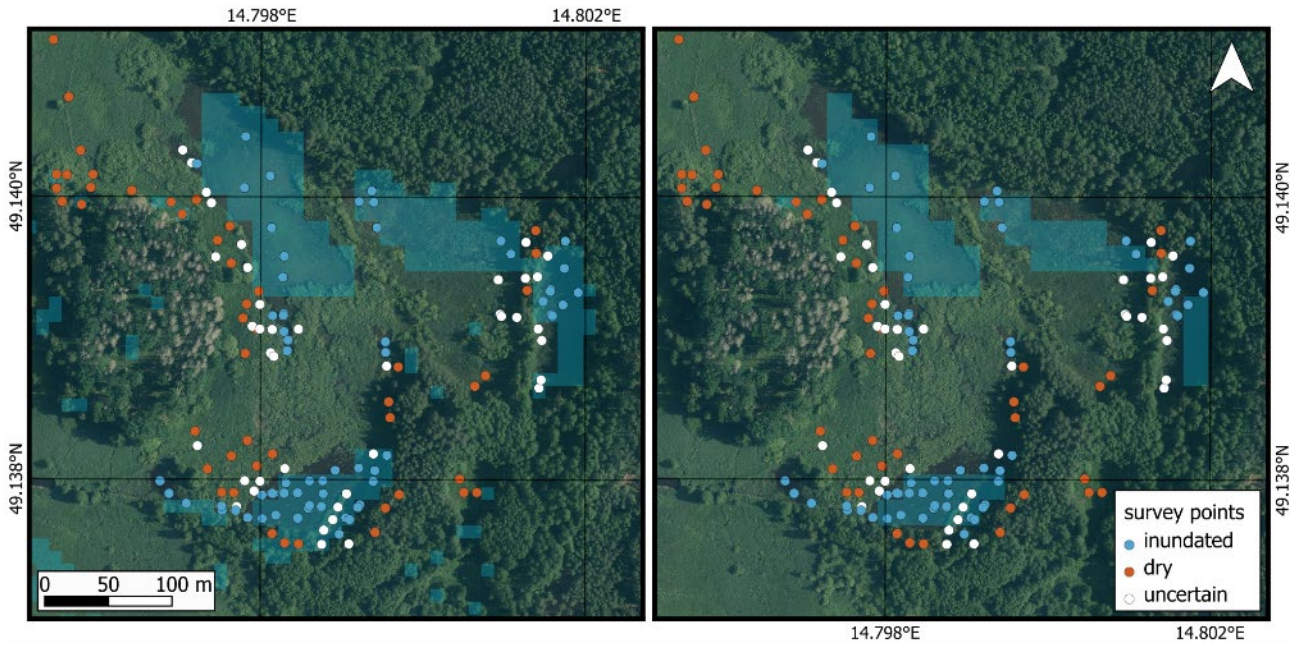 14.798°E
14.802°E
49.140°N
49.140°N
49.138°N
49.138°N
0 50 100 m
survey points
inundated
dry
uncertain
14.798°E
14.802°E